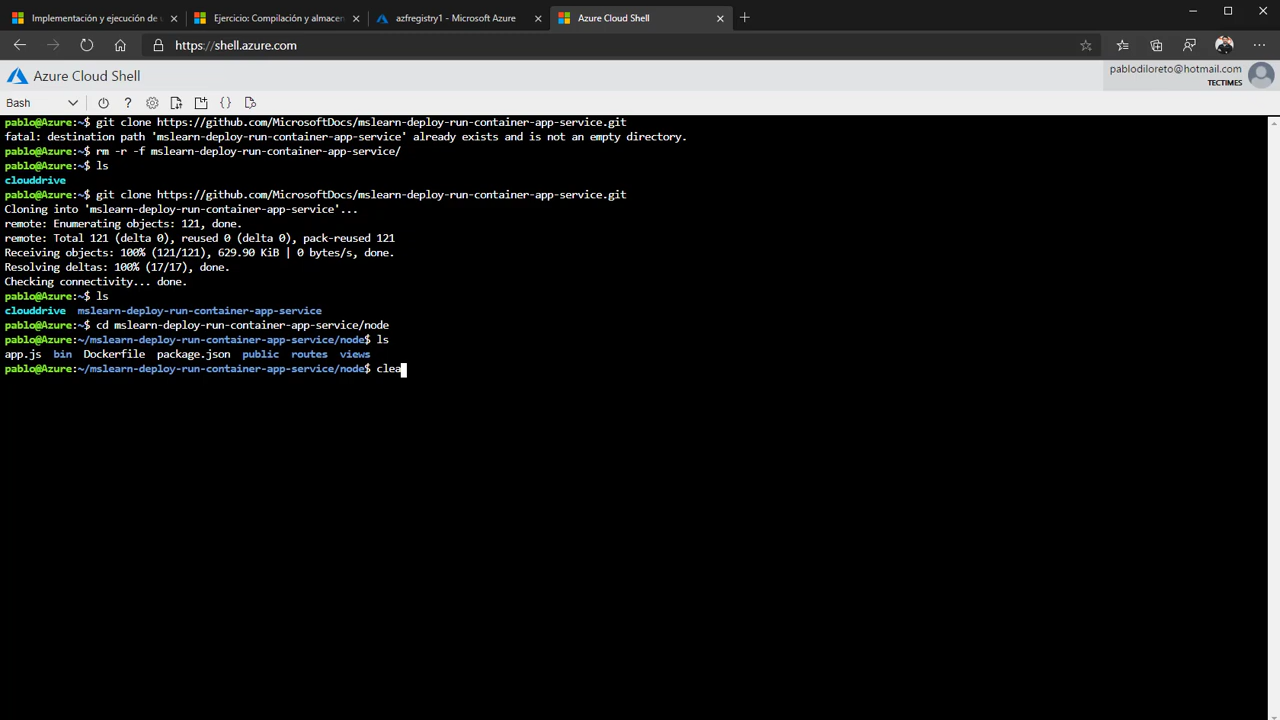 Implementación y ejecución de u
Ejercicio: Compilación y almacen
azfregistry1 - Microsoft Azure
Azure Cloud Shell
https://shell.azure.com
Azure Cloud Shell
pablodiloreto@hotmail.com
TECTIMES
Bash
pablo@Azure:~$ git clone https://github.com/MicrosoftDocs/mslearn-deploy-run-container-app-service.git
fatal: destination path 'mslearn-deploy-run-container-app-service' already exists and is not an empty directory.
pablo@Azure:~$ rm -r -f mslearn-deploy-run-container-app-service/
pablo@Azure:~$ ls
clouddrive
pablo@Azure:~$ git clone https://github.com/MicrosoftDocs/mslearn-deploy-run-container-app-service.git
Cloning into 'mslearn-deploy-run-container-app-service'...
remote: Enumerating objects: 121, done.
remote: Total 121 (delta 0), reused 0 (delta 0), pack-reused 121
Receiving objects: 100% (121/121), 629.90 KiB | 0 bytes/s, done.
Resolving deltas: 100% (17/17), done.
Checking connectivity... done.
pablo@Azure:~$ ls
clouddrive  mslearn-deploy-run-container-app-service
pablo@Azure:~$ cd mslearn-deploy-run-container-app-service/node
pablo@Azure:~/mslearn-deploy-run-container-app-service/node$ ls
app.js  bin  Dockerfile  package.json  public  routes  views
pablo@Azure:~/mslearn-deploy-run-container-app-service/node$ clea